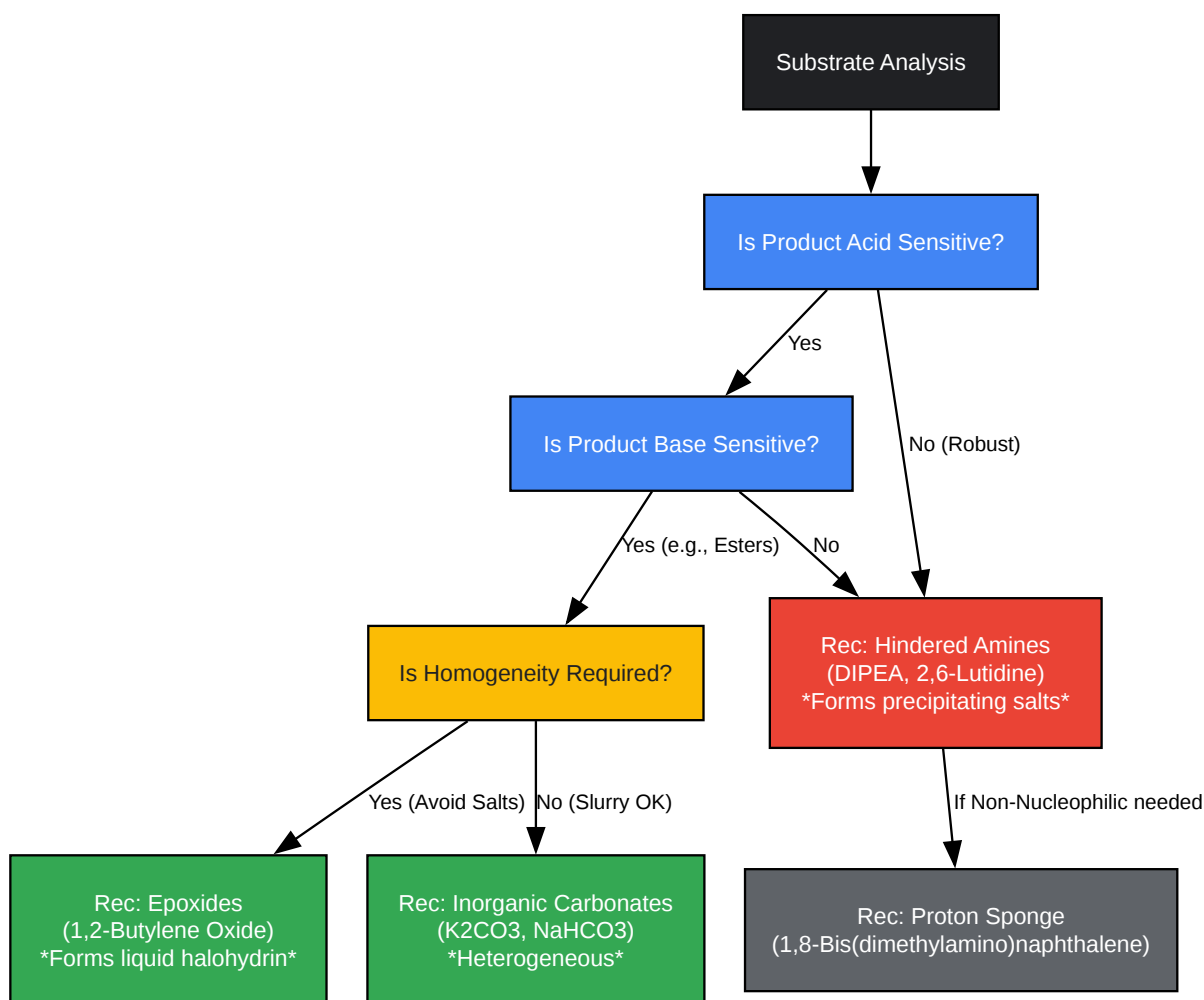 Substrate Analysis
Is Product Acid Sensitive?
Yes
Is Product Base Sensitive?
No (Robust)
Yes (e.g., Esters)
No
Is Homogeneity Required?
Rec: Hindered Amines
(DIPEA, 2,6-Lutidine)
*Forms precipitating salts*
Yes (Avoid Salts)
No (Slurry OK)
If Non-Nucleophilic needed
Rec: Epoxides
(1,2-Butylene Oxide)
*Forms liquid halohydrin*
Rec: Inorganic Carbonates
(K2CO3, NaHCO3)
*Heterogeneous*
Rec: Proton Sponge
(1,8-Bis(dimethylamino)naphthalene)